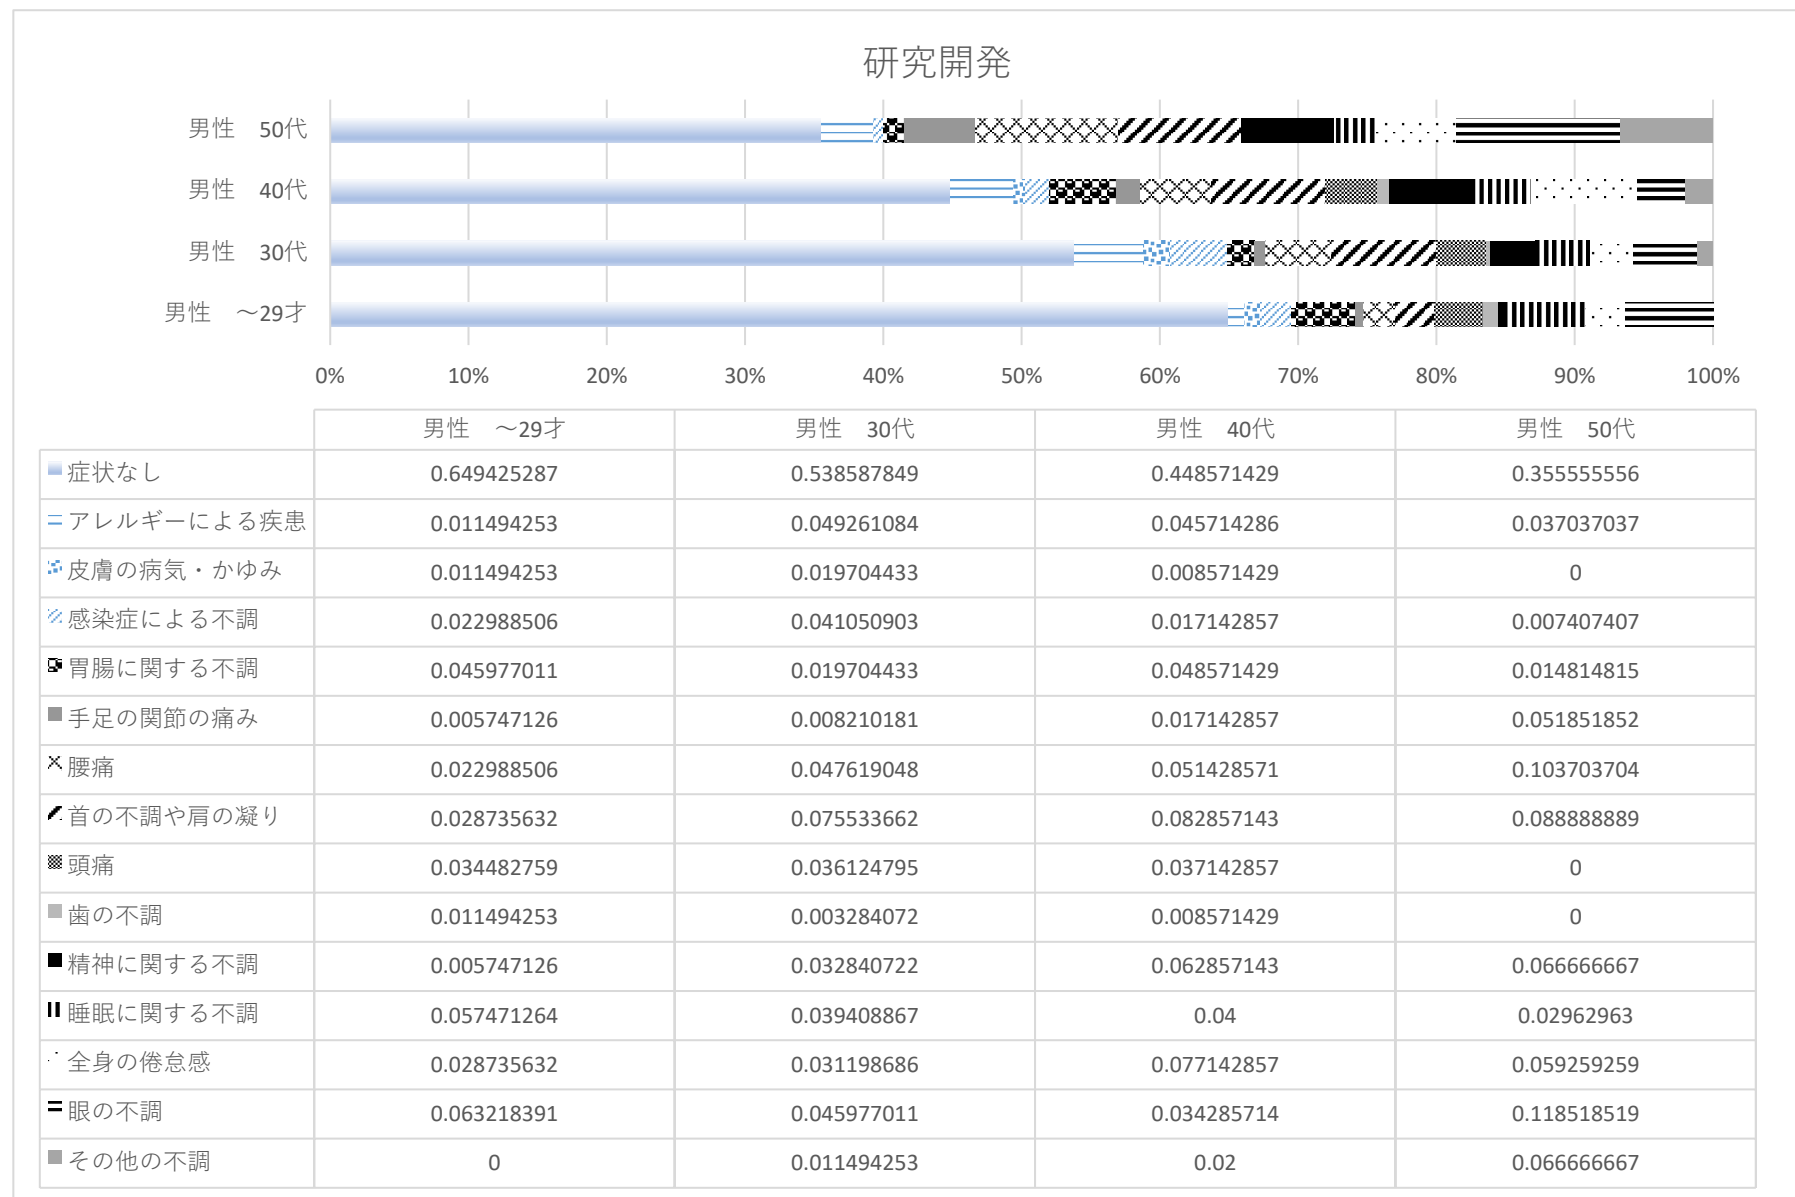 研究開発
男性　50代
男性　40代
男性　30代
男性　～29才
0% 10% 20% 30% 40% 50% 60% 70% 80% 90% 100%
男性　～29才 男性　30代 男性　40代 男性　50代
症状なし 0.649425287 0.538587849 0.448571429 0.355555556
アレルギーによる疾患 0.011494253 0.049261084 0.045714286 0.037037037
皮膚の病気・かゆみ 0.011494253 0.019704433 0.008571429 0
感染症による不調 0.022988506 0.041050903 0.017142857 0.007407407
胃腸に関する不調 0.045977011 0.019704433 0.048571429 0.014814815
手足の関節の痛み 0.005747126 0.008210181 0.017142857 0.051851852
腰痛 0.022988506 0.047619048 0.051428571 0.103703704
首の不調や肩の凝り 0.028735632 0.075533662 0.082857143 0.088888889
頭痛 0.034482759 0.036124795 0.037142857 0
歯の不調 0.011494253 0.003284072 0.008571429 0
精神に関する不調 0.005747126 0.032840722 0.062857143 0.066666667
睡眠に関する不調 0.057471264 0.039408867 0.04 0.02962963
全身の倦怠感 0.028735632 0.031198686 0.077142857 0.059259259
眼の不調 0.063218391 0.045977011 0.034285714 0.118518519
その他の不調 0 0.011494253 0.02 0.066666667